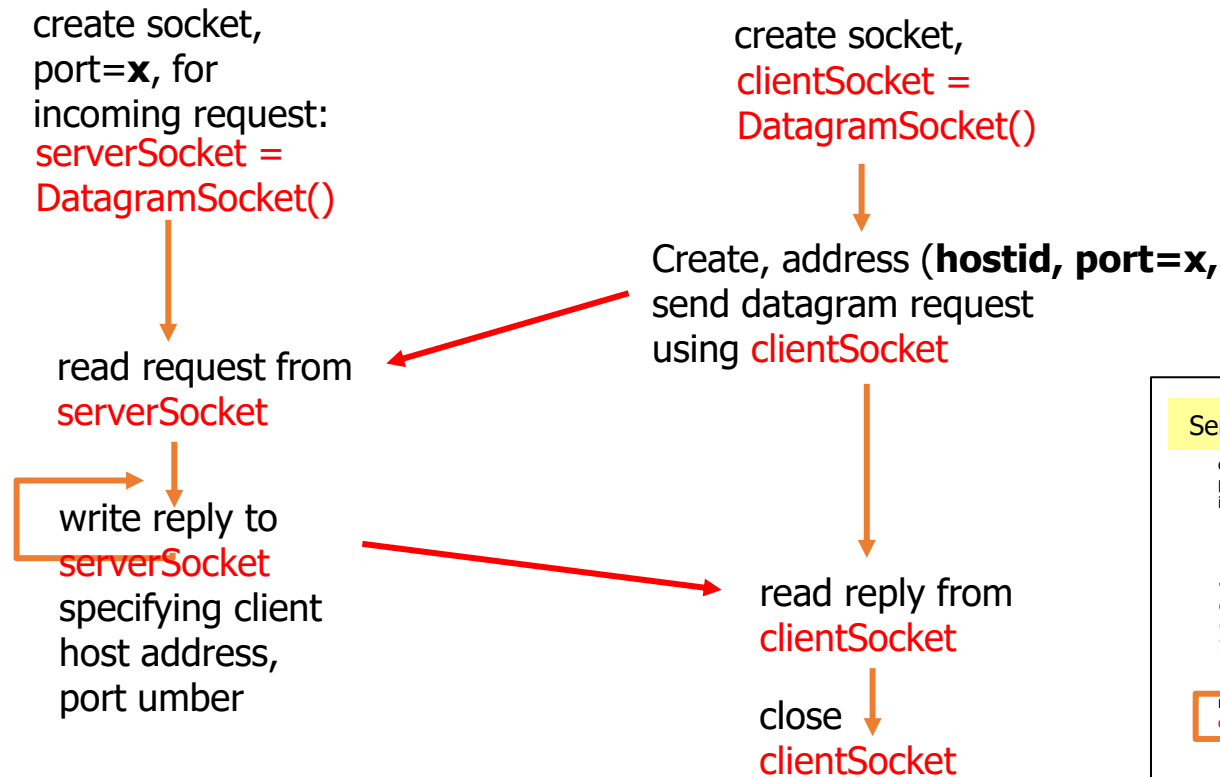 create socket,
port=x, for
incoming request:
serverSocket =
DatagramSocket()
read request from
serverSocket
write reply to
serverSocket
specifying client
host address,
port umber
create socket,
clientSocket =
DatagramSocket()
Create, address (hostid, port=x,
send datagram request
using clientSocket
read reply from
clientSocket
close
clientSocket